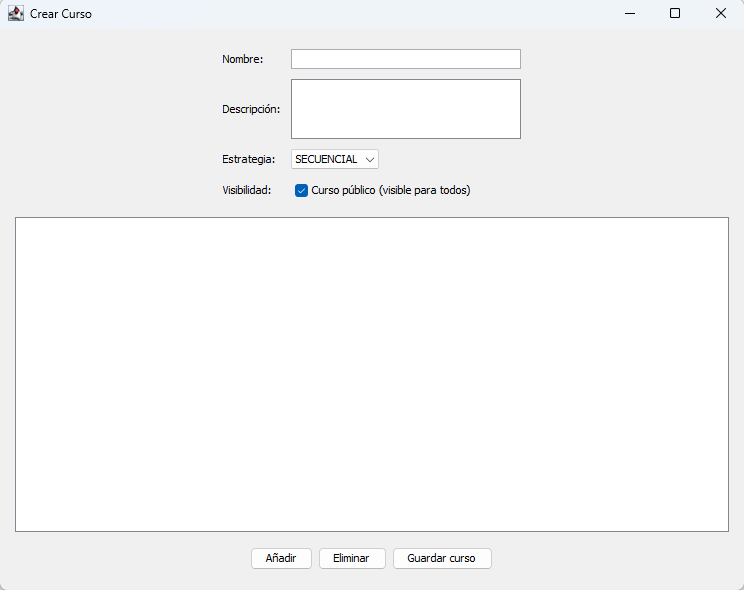 Crear Curso
Nombre:
Descripción:
Estrategia: SECUENCIAL
Visibilidad: Curso público (visible para todos)
Añadir Eliminar Guardar curso